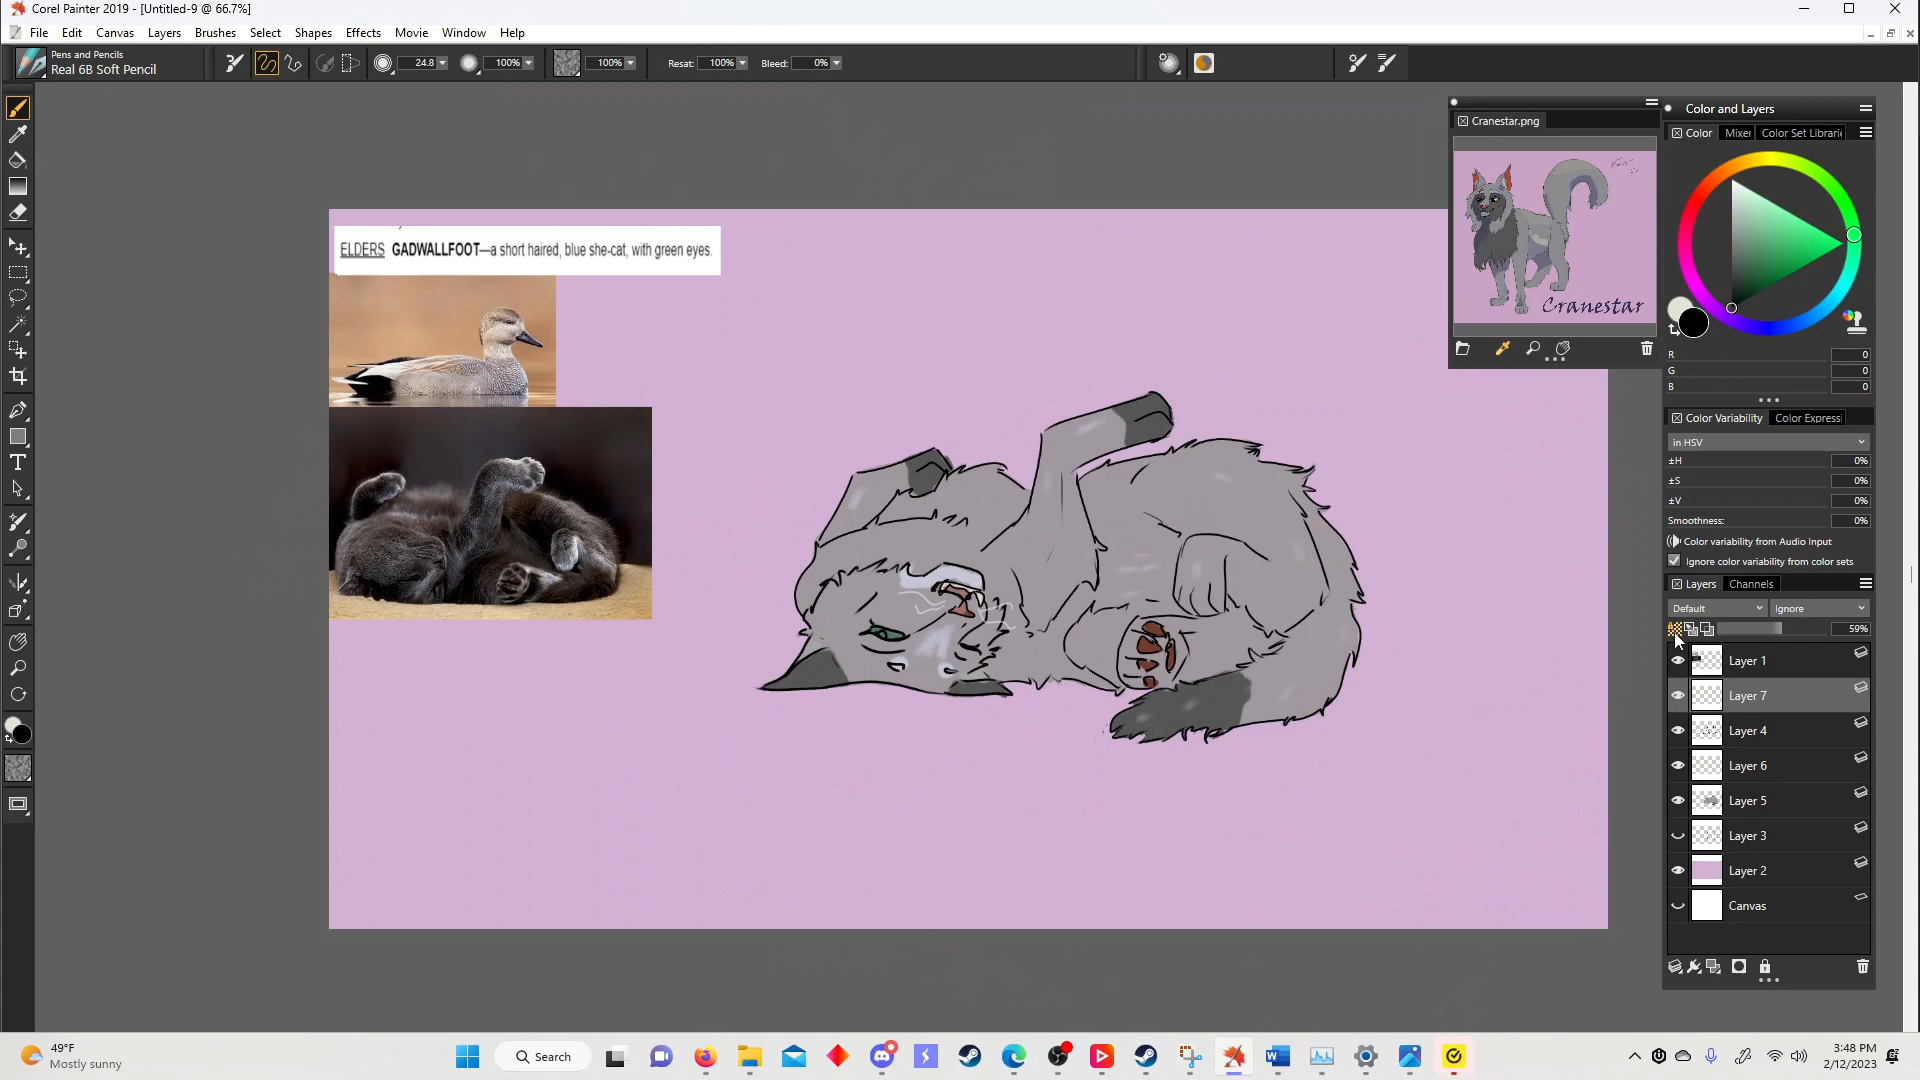 Corel Painter 2019 - [Untitled-9 @ 66.7%]
File Edit Canvas Layers Brushes Select Shapes Effects Movie Window Help
Pens and Pencils
Real 6B Soft Pencil
24.8
100%
100%
Resat: 100%
Bleed: 0%
Cranestar.png
Cranestar
Color and Layers
Color Mixer Color Set Librarie
R 0
G 0
B 0
Color Variability Color Expressi
in HSV
±H 0%
±S 0%
±V 0%
Smoothness: 0%
Color variability from Audio Input
Ignore color variability from color sets
Layers Channels
Default Ignore
59%
Layer 1
Layer 7
Layer 4
Layer 6
Layer 5
Layer 3
Layer 2
Canvas
ELDERS GADWALLFOOT—a short haired, blue she-cat, with green eyes.
49°F
Mostly sunny
Search
3:48 PM
2/12/2023